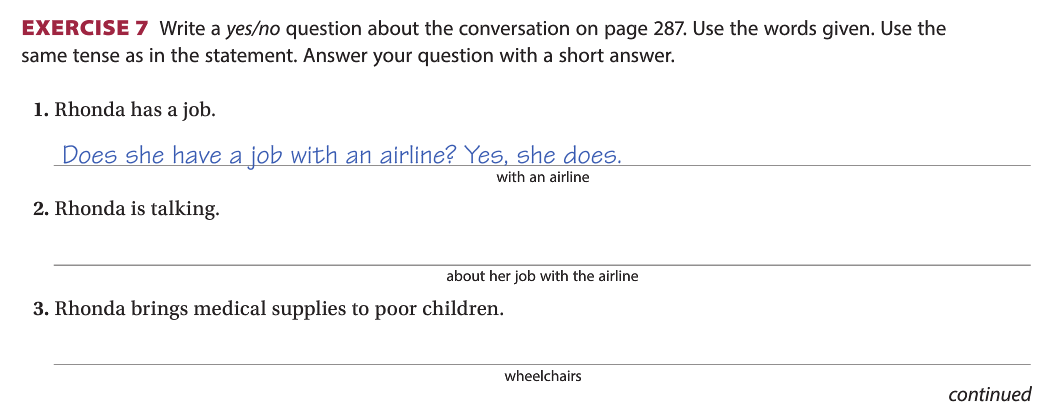 EXERCISE 7 Write a yes/no question about the conversation on page 287. Use the words given. Use the
same tense as in the statement. Answer your question with a short answer.
1. Rhonda has a job.
Does she have a job with an airline? Yes, she does.
with an airline
2. Rhonda is talking.
about her job with the airline
3. Rhonda brings medical supplies to poor children.
wheelchairs
continued